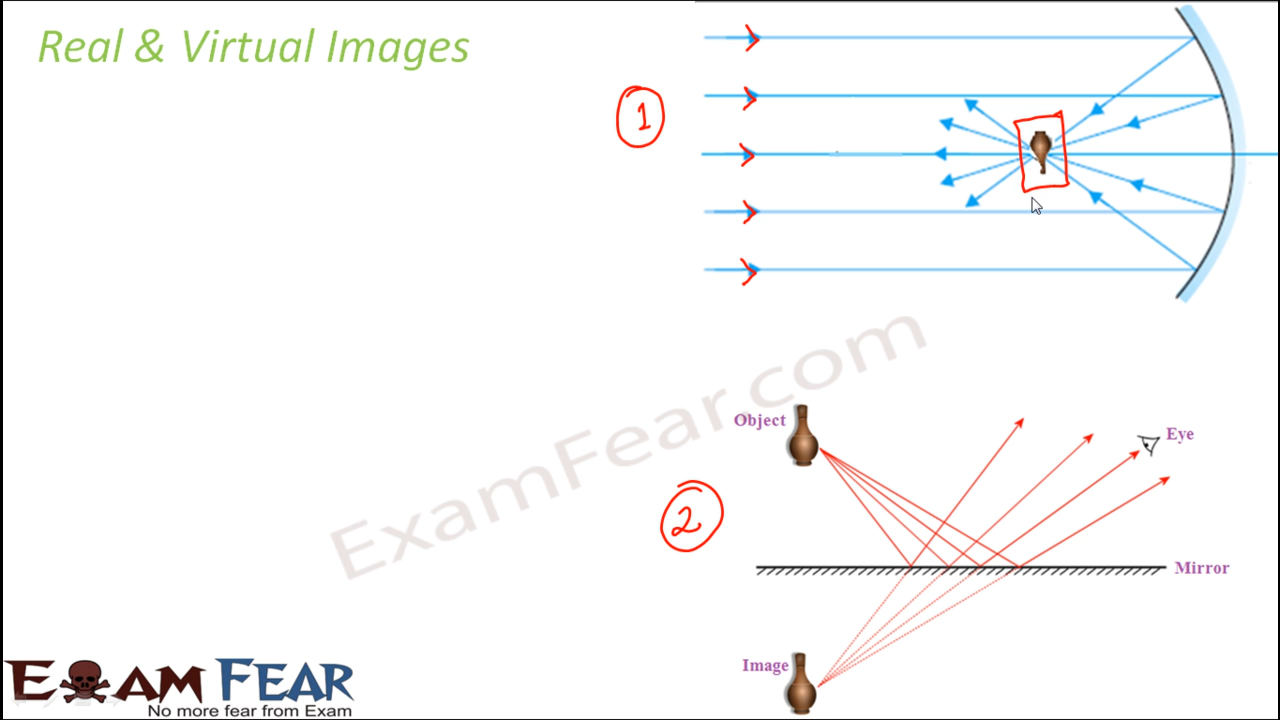 Real & Virtual Images
1
ExamFear.com
Object
Eye
2
Mirror
Image
EXAM FEAR
No more fear from Exam